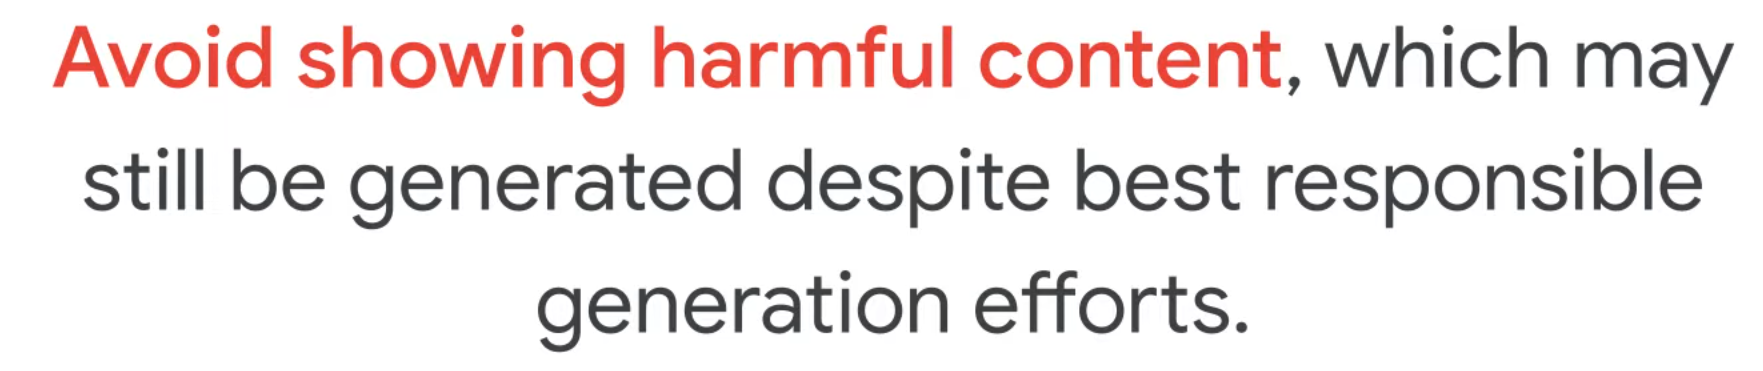 Avoid showing harmful content, which may
still be generated despite best responsible
generation efforts.